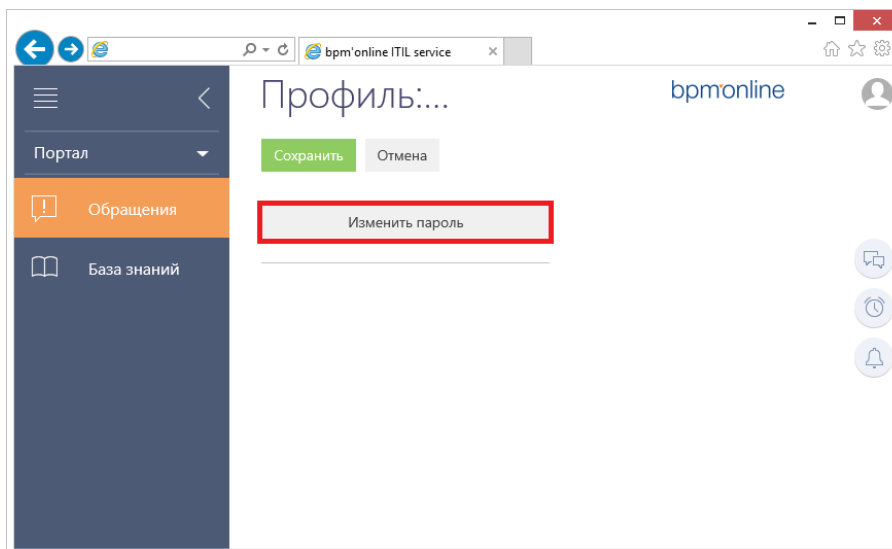 bpm'online ITIL service
Профиль:...
bpm'online
Портал
Сохранить Отмена
Обращения
Изменить пароль
База знаний